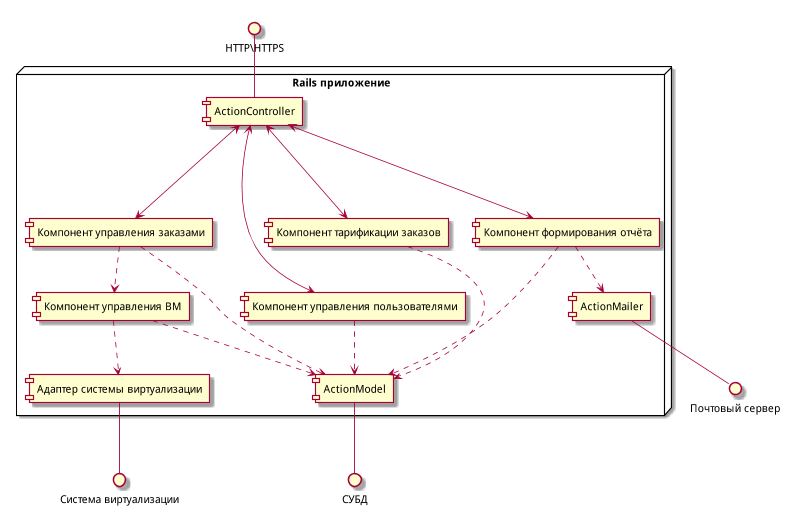 HTTP\HTTPS
Rails приложение
ActionController
Компонент управления заказами
Компонент тарификации заказов
Компонент формирования отчёта
Компонент управления ВМ
Компонент управления пользователями
ActionMailer
Адаптер системы виртуализации
ActionModel
Почтовый сервер
Система виртуализации
СУБД